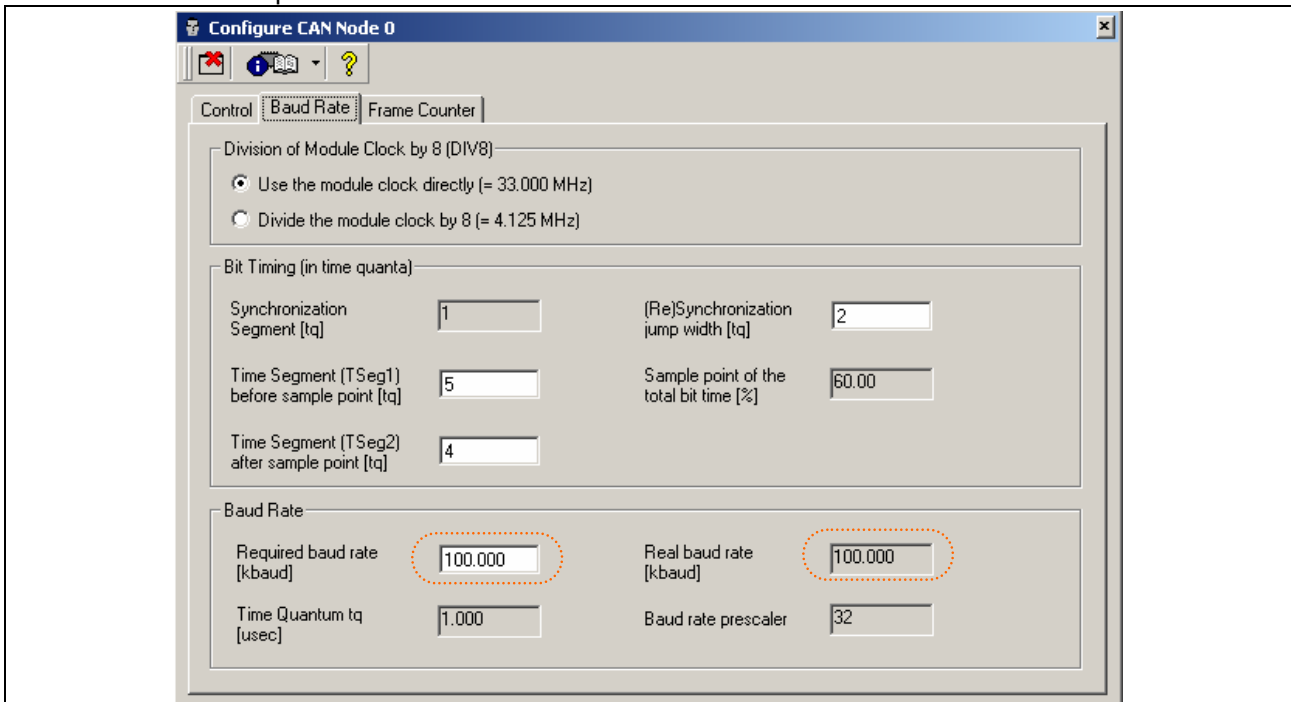 Configure CAN Node 0
Control Baud Rate Frame Counter
Division of Module Clock by 8 (DIV8)
Use the module clock directly (= 33.000 MHz)
Divide the module clock by 8 (= 4.125 MHz)
Bit Timing (in time quanta)
Synchronization
Segment [tq]
1
(Re)Synchronization
jump width [tq]
2
Time Segment (TSeg1)
before sample point [tq]
5
Sample point of the
total bit time [%]
60.00
Time Segment (TSeg2)
after sample point [tq]
4
Baud Rate
Required baud rate
[kbaud]
100.000
Real baud rate
[kbaud]
100.000
Time Quantum tq
[usec]
1.000
Baud rate prescaler
32